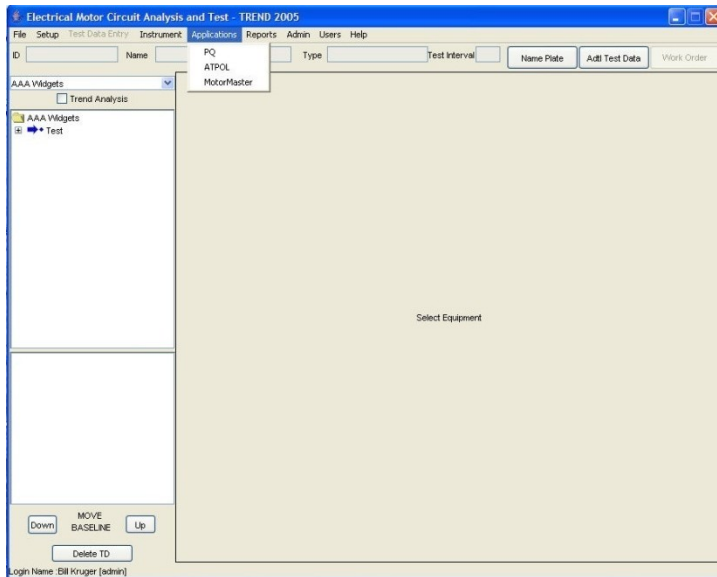 Electrical Motor Circuit Analysis and Test - TREND 2005
File Setup Test Data Entry Instrument Applications Reports Admin Users Help
ID Name Type Test Interval Name Plate Adtl Test Data Work Order
PQ
ATPOL
MotorMaster
AAA Widgets
Trend Analysis
AAA Widgets
Test
Select Equipment
MOVE
Down BASELINE Up
Delete TD
Login Name :Bill Kruger [admin]